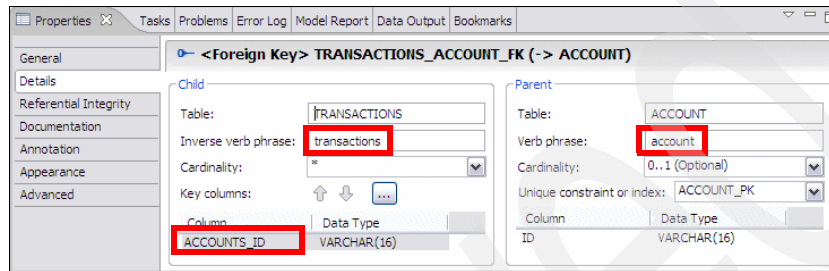 Properties Tasks Problems Error Log Model Report Data Output Bookmarks
<Foreign Key> TRANSACTIONS_ACCOUNT_FK (-> ACCOUNT)
General
Details
Referential Integrity
Documentation
Annotation
Appearance
Advanced
Child
Table: TRANSACTIONS
Inverse verb phrase: transactions
Cardinality: *
Key columns: ...
Column Data Type
ACCOUNTS_ID VARCHAR(16)
Parent
Table: ACCOUNT
Verb phrase: account
Cardinality: 0..1 (Optional)
Unique constraint or index: ACCOUNT_PK
Column Data Type
ID VARCHAR(16)